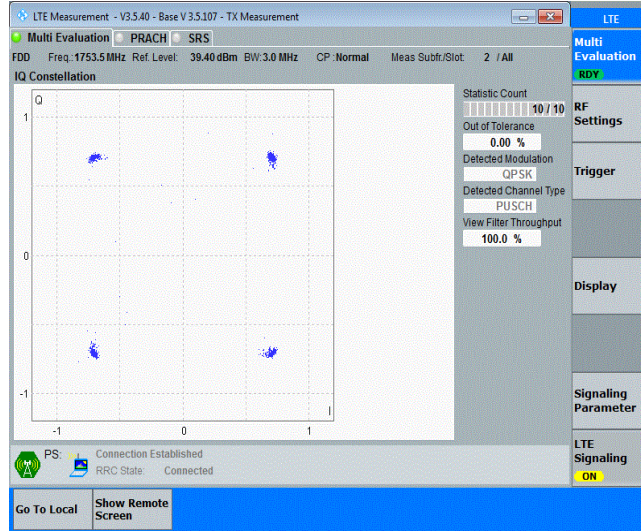 LTE Measurement - V3.5.40 - Base V 3.5.107 - TX Measurement
LTE
Multi Evaluation PRACH SRS
Multi
Evaluation
RDY
FDD Freq.:1753.5 MHz Ref. Level: 39.40 dBm BW:3.0 MHz CP :Normal Meas Subfr./Slot: 2 / All
IQ Constellation
Q
1
0
-1
-1
0
1
I
Statistic Count
10 / 10
Out of Tolerance
0.00 %
Detected Modulation
QPSK
Detected Channel Type
PUSCH
View Filter Throughput
100.0 %
RF
Settings
Trigger
Display
Signaling
Parameter
LTE
Signaling
ON
PS: Connection Established
RRC State: Connected
Go To Local
Show Remote
Screen